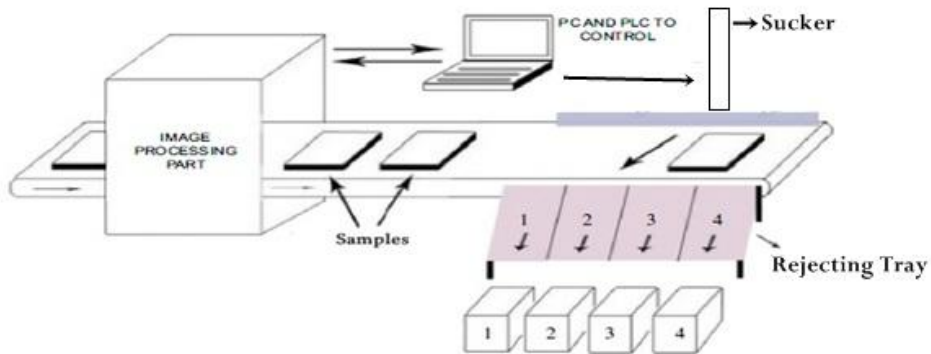 PC AND PLC TO
CONTROL
Sucker
IMAGE
PROCESSING
PART
Samples
1 2 3 4
Rejecting Tray
1 2 3 4